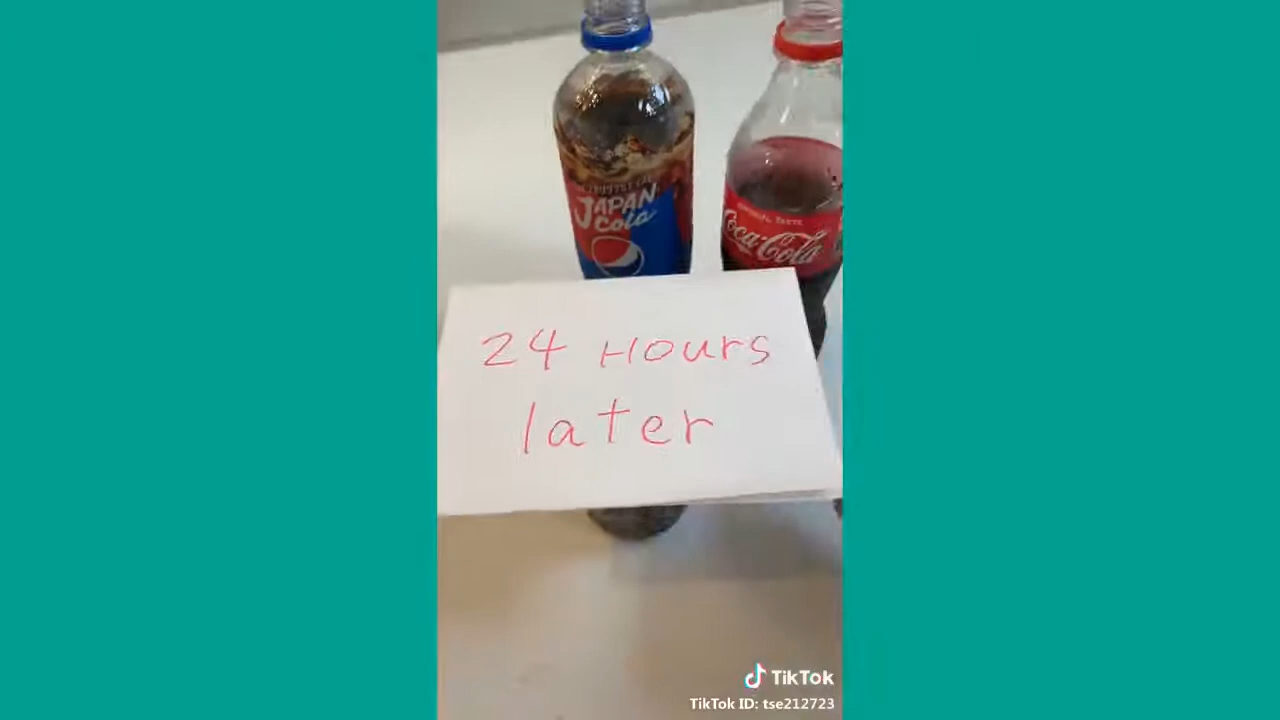 JAPAN
Cola
Coca-Cola
24 Hours
later
TikTok
TikTok ID: tse212723